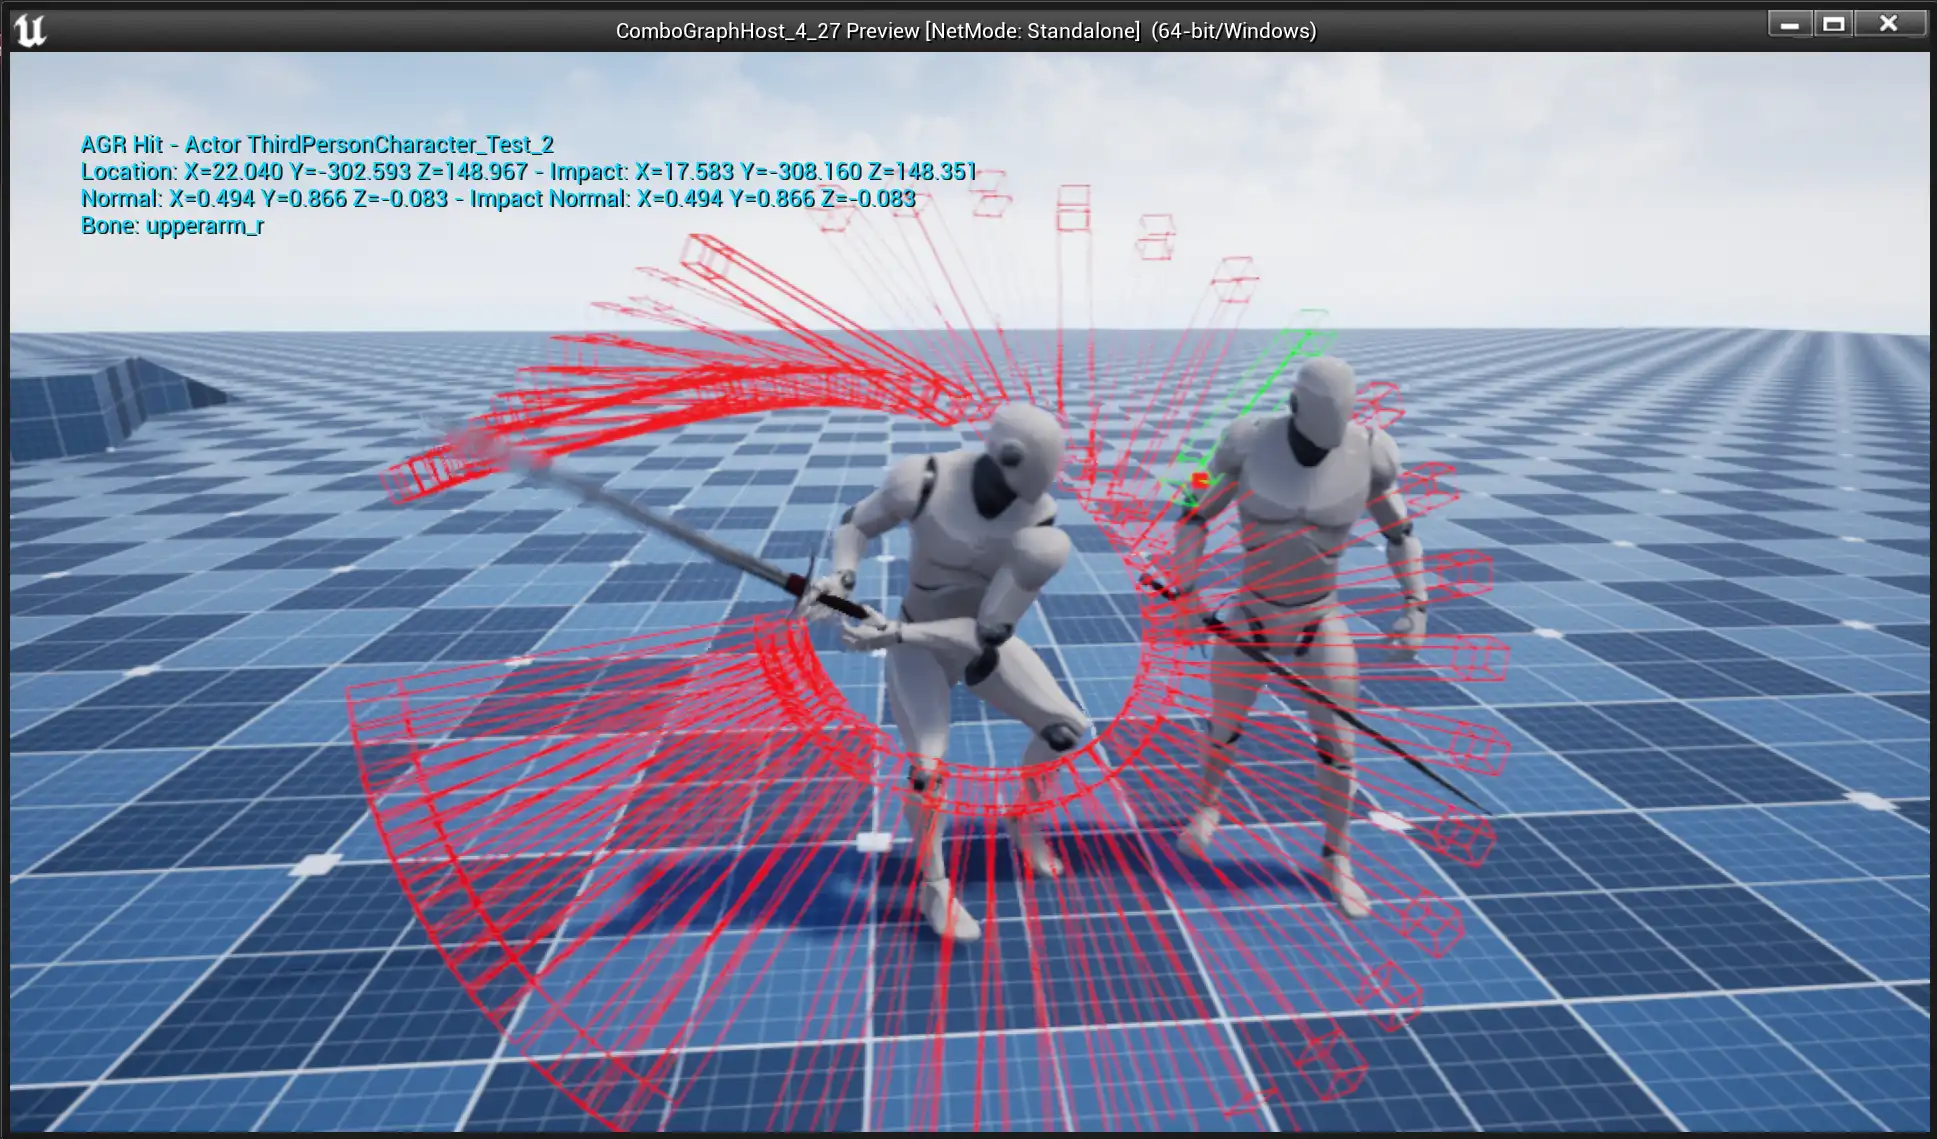 ComboGraphHost_4_27 Preview [NetMode: Standalone]  (64-bit/Windows)
AGR Hit - Actor ThirdPersonCharacter_Test_2
Location: X=22.040 Y=-302.593 Z=148.967 - Impact: X=17.583 Y=-308.160 Z=148.351
Normal: X=0.494 Y=0.866 Z=-0.083 - Impact Normal: X=0.494 Y=0.866 Z=-0.083
Bone: upperarm_r